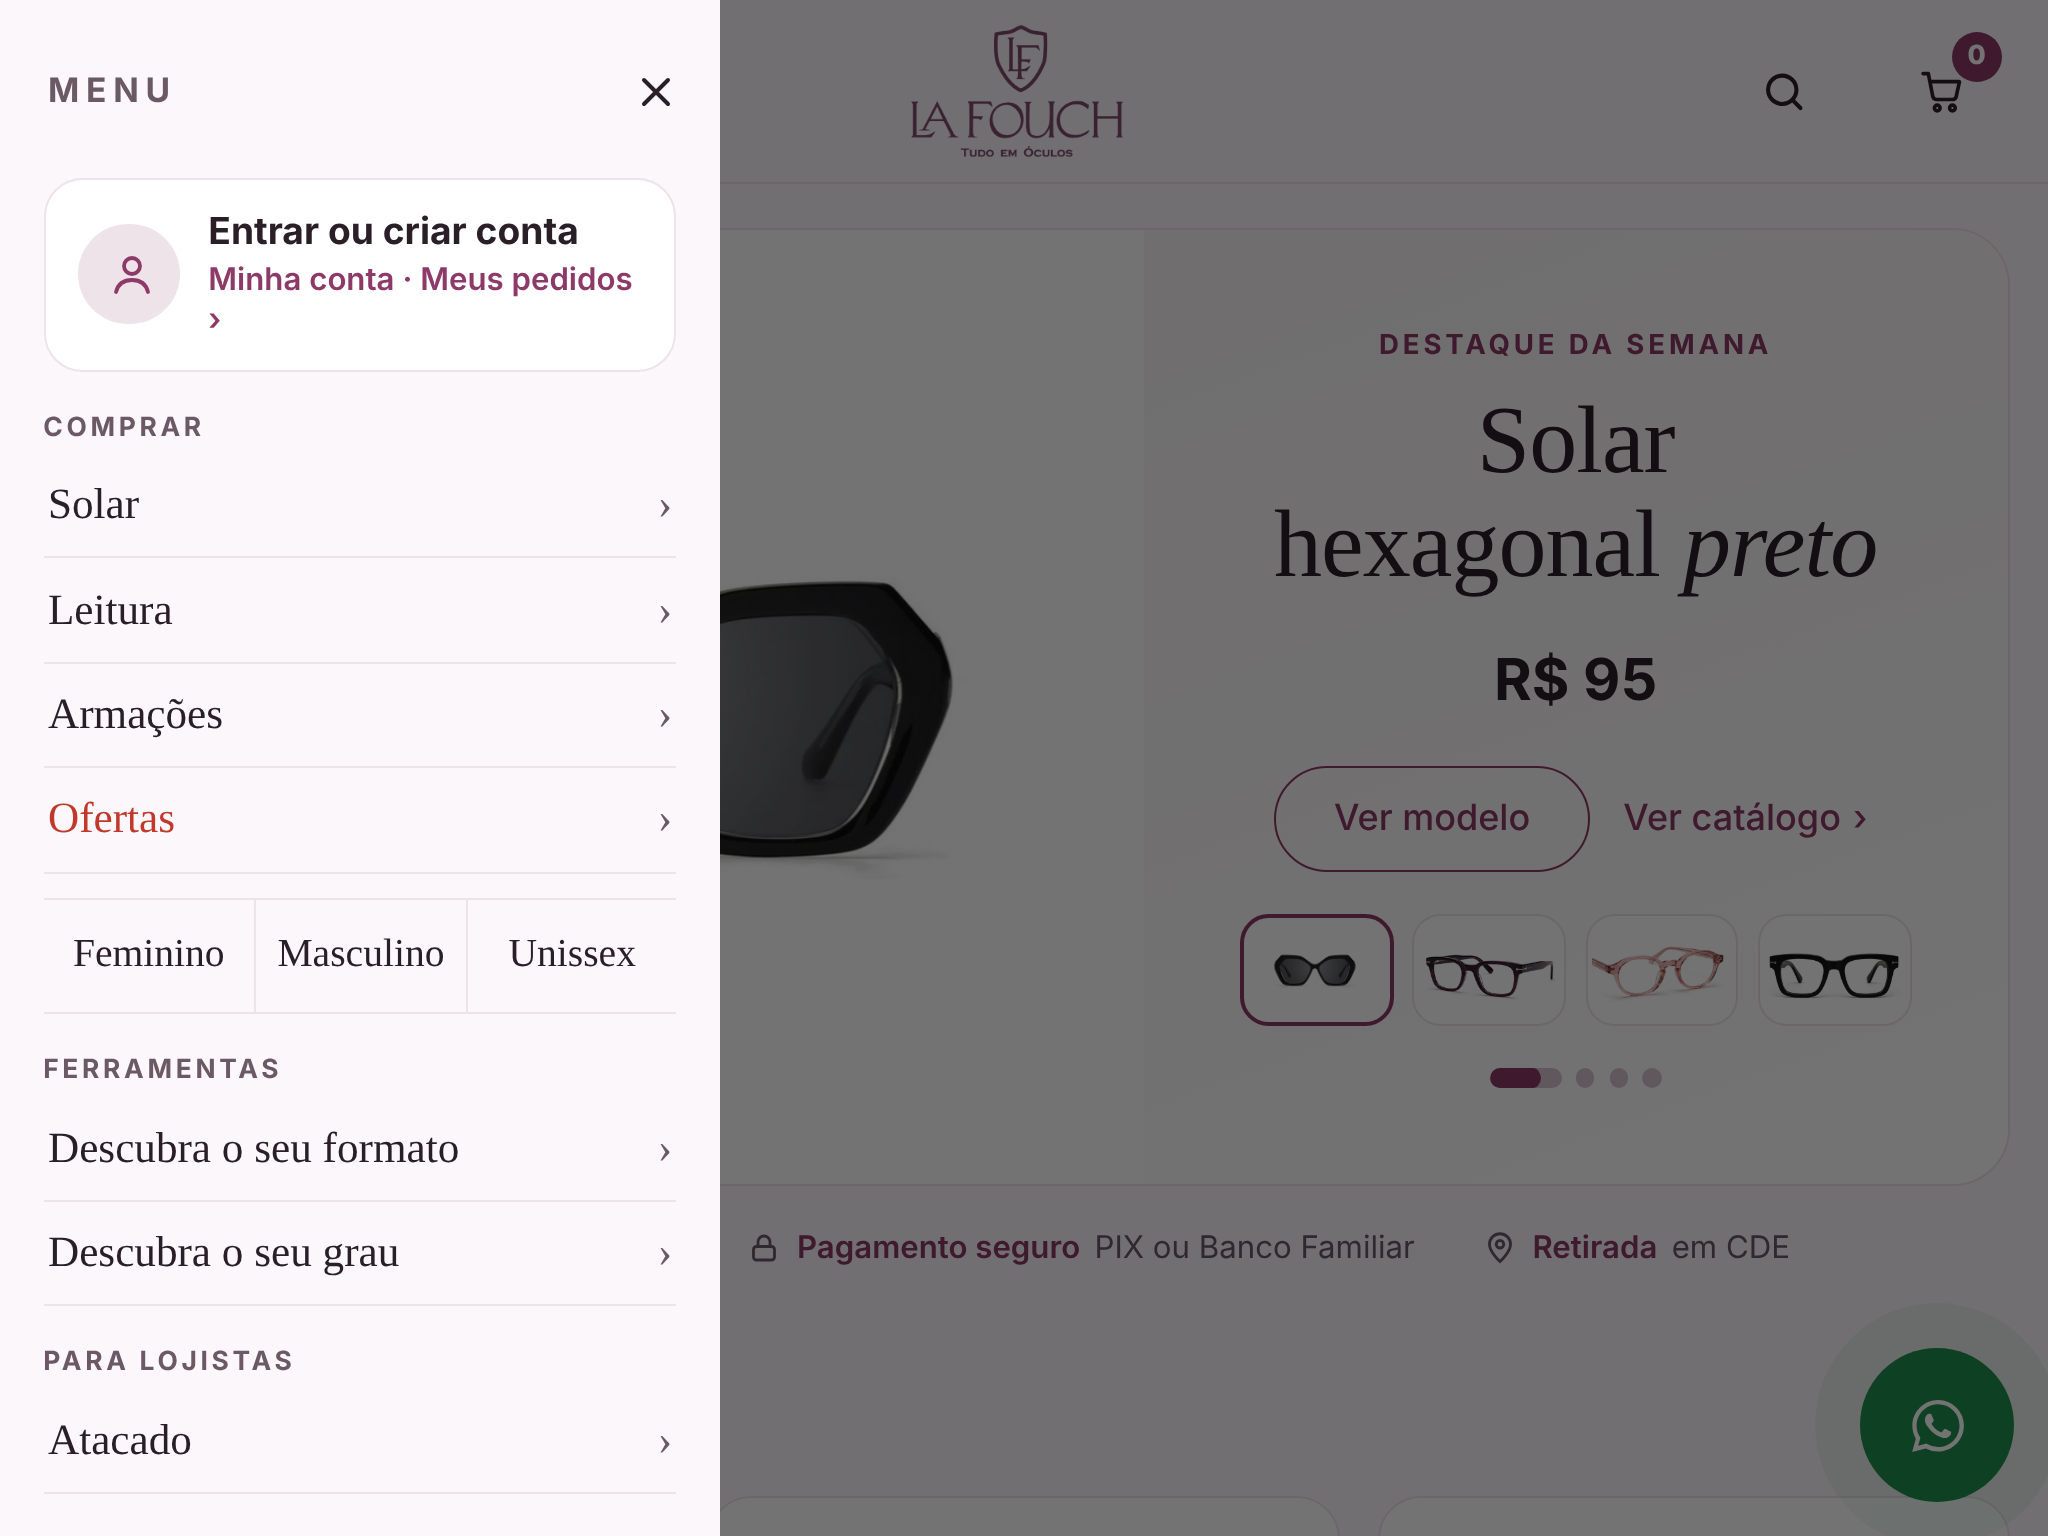 MENU
Entrar ou criar conta
Minha conta · Meus pedidos
›
COMPRAR
Solar ›
Leitura ›
Armações ›
Ofertas ›
Feminino Masculino Unissex
FERRAMENTAS
Descubra o seu formato ›
Descubra o seu grau ›
PARA LOJISTAS
Atacado ›
LF
LA FOUCH
TUDO EM ÓCULOS
0
DESTAQUE DA SEMANA
Solar
hexagonal preto
R$ 95
Ver modelo Ver catálogo ›
Pagamento seguro PIX ou Banco Familiar Retirada em CDE